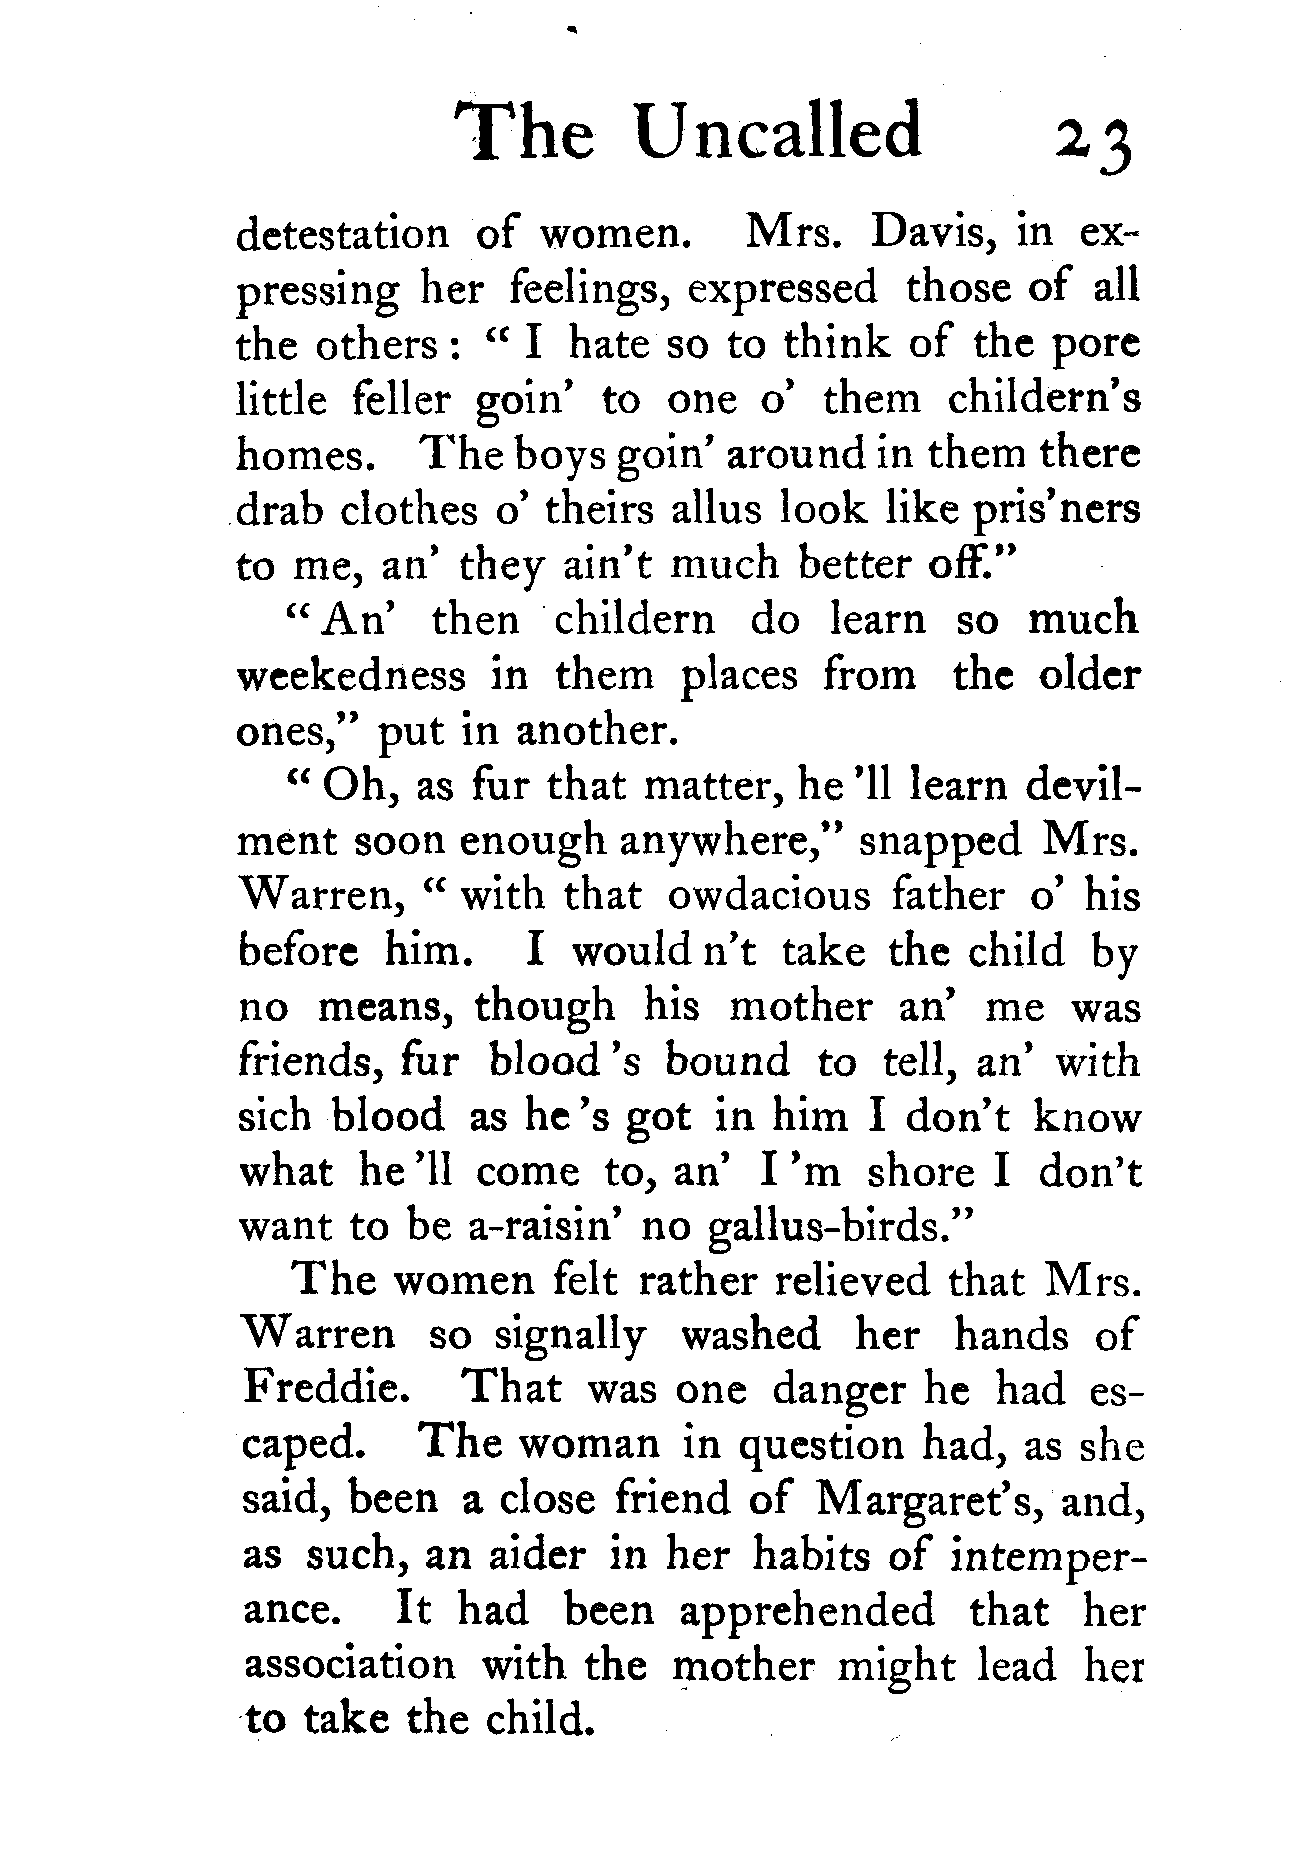 The Uncalled 23
detestation of women. Mrs. Davis, in ex-
pressing her feelings, expressed those of all
the others : “ I hate so to think of the pore
little feller goin’ to one o’ them childern’s
homes. The boys goin’ around in them there
drab clothes o’ theirs allus look like pris’ners
to me, an’ they ain’t much better off.”
“ An’ then childern do learn so much
weekedness in them places from the older
ones,” put in another.
“ Oh, as fur that matter, he ’ll learn devil-
ment soon enough anywhere,” snapped Mrs.
Warren, “ with that owdacious father o’ his
before him. I would n’t take the child by
no means, though his mother an’ me was
friends, fur blood ’s bound to tell, an’ with
sich blood as he ’s got in him I don’t know
what he ’ll come to, an’ I ’m shore I don’t
want to be a-raisin’ no gallus-birds.”
The women felt rather relieved that Mrs.
Warren so signally washed her hands of
Freddie. That was one danger he had es-
caped. The woman in question had, as she
said, been a close friend of Margaret’s, and,
as such, an aider in her habits of intemper-
ance. It had been apprehended that her
association with the mother might lead her
to take the child.